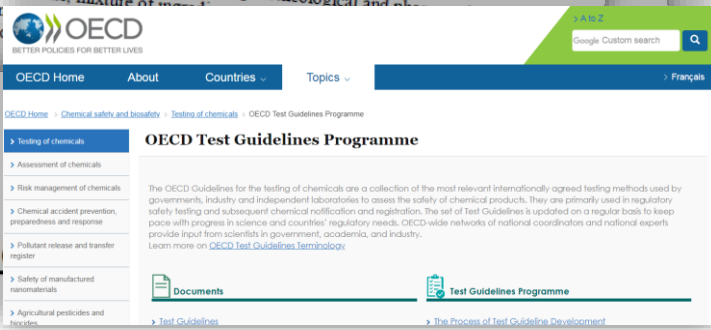 mixture of ingredi
ological and pha
OECD
BETTER POLICIES FOR BETTER LIVES
> A to Z
Google Custom search
OECD Home
About
Countries
Topics
> Français
OECD Home > Chemical safety and biosafety > Testing of chemicals > OECD Test Guidelines Programme
> Testing of chemicals
> Assessment of chemicals
> Risk management of chemicals
> Chemical accident prevention,
preparedness and response
> Pollutant release and transfer
register
> Safety of manufactured
nanomaterials
> Agricultural pesticides and
biocides
OECD Test Guidelines Programme
The OECD Guidelines for the testing of chemicals are a collection of the most relevant internationally agreed testing methods used by
governments, industry and independent laboratories to assess the safety of chemical products. They are primarily used in regulatory
safety testing and subsequent chemical notification and registration. The set of Test Guidelines is updated on a regular basis to keep
pace with progress in science and countries' regulatory needs. OECD-wide networks of national coordinators and national experts
provide input from scientists in government, academia, and industry.
Learn more on OECD Test Guidelines Terminology
Documents
> Test Guidelines
Test Guidelines Programme
> The Process of Test Guideline Development